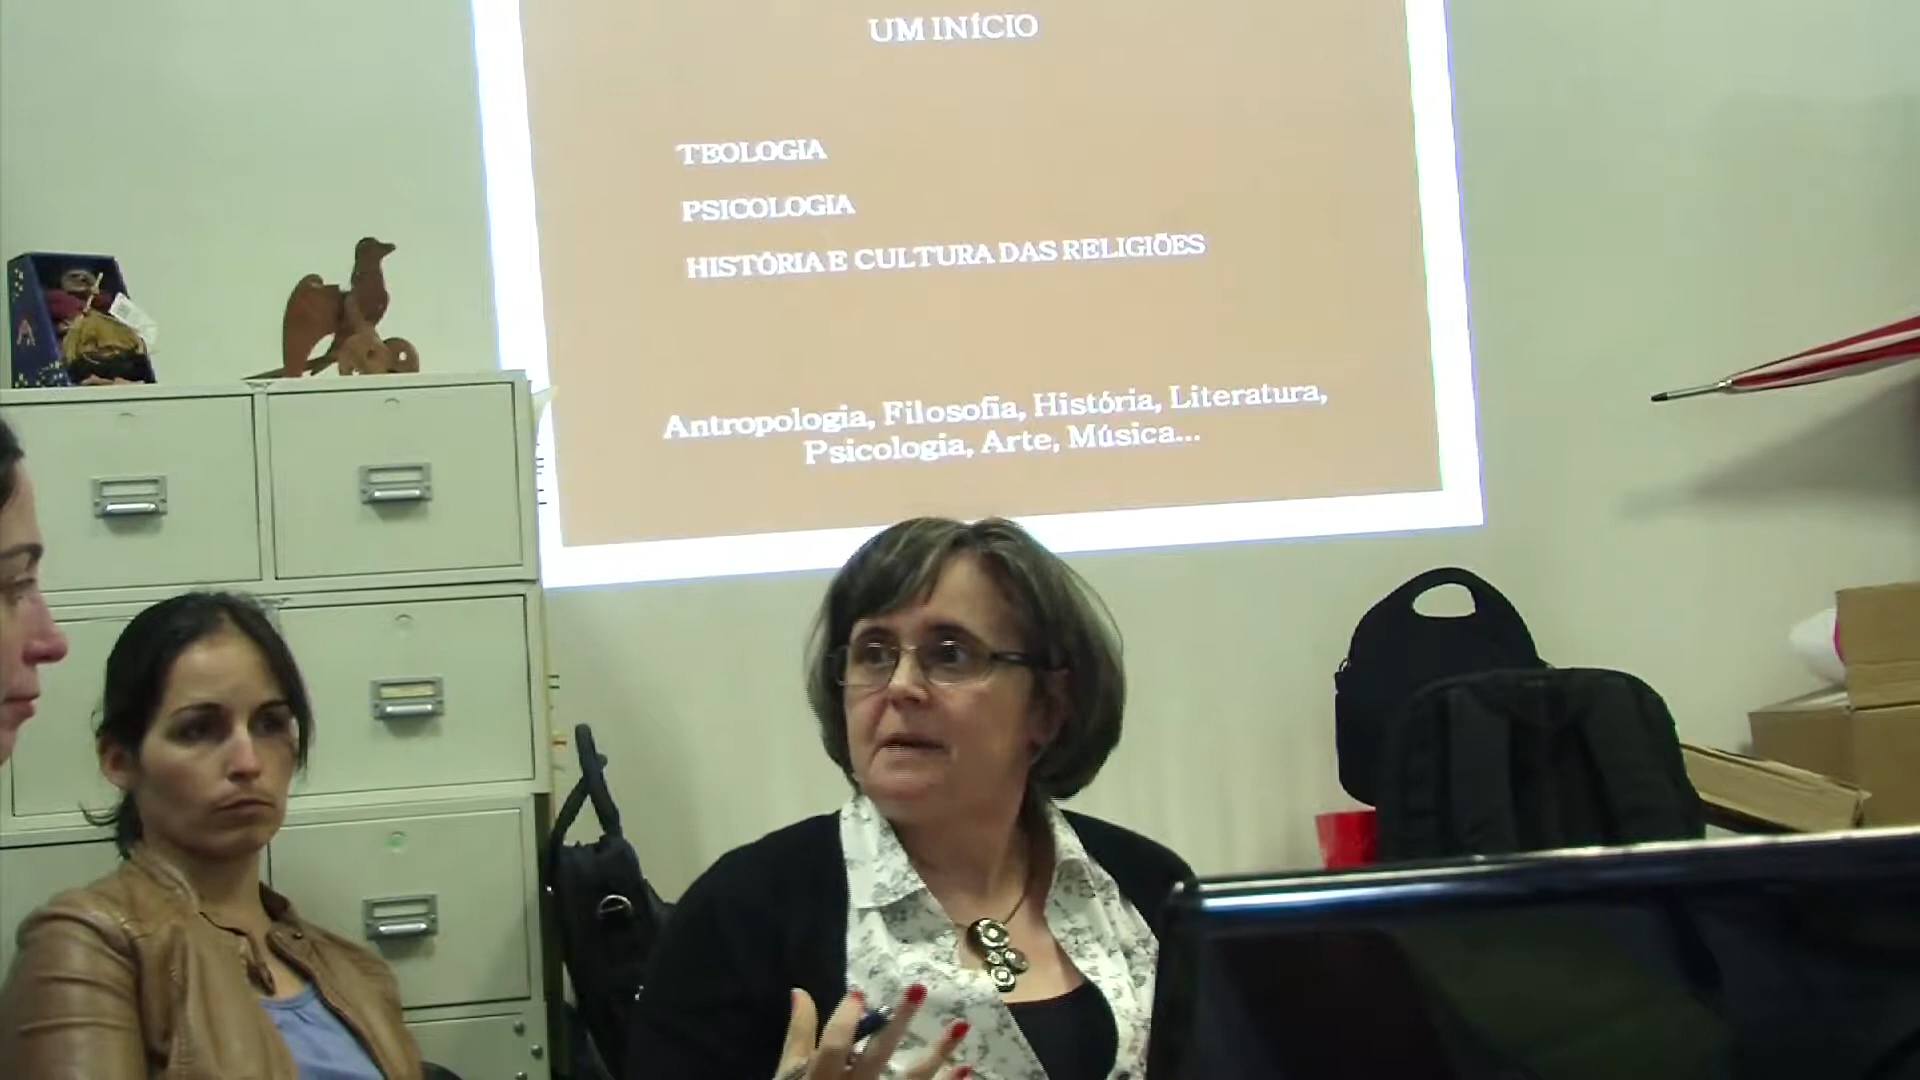 UM INÍCIO
TEOLOGIA
PSICOLOGIA
HISTÓRIA E CULTURA DAS RELIGIÕES
Antropologia, Filosofia, História, Literatura,
Psicologia, Arte, Música...